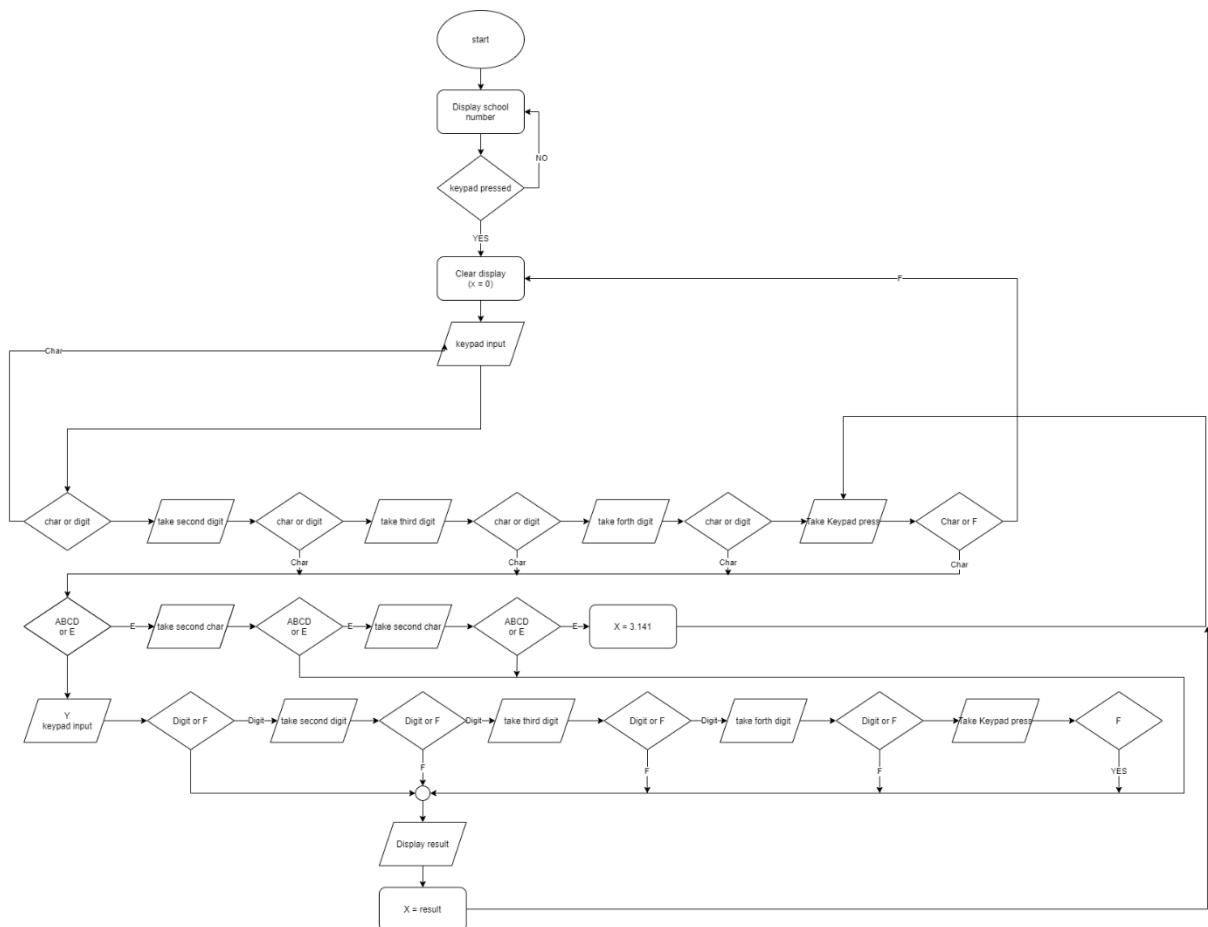 start
Display school
number
NO
keypad pressed
YES
Clear display
(x = 0)
F
keypad input
Char
char or digit
take second digit
char or digit
take third digit
char or digit
take forth digit
char or digit
Take Keypad press
Char or F
Char
Char
Char
Char
ABCD
or E
E
take second char
ABCD
or E
E
take second char
ABCD
or E
E
X = 3.141
Y
keypad input
Digit or F
Digit
take second digit
Digit or F
Digit
take third digit
Digit or F
Digit
take forth digit
Digit or F
Take Keypad press
F
F
F
F
YES
Display result
X = result